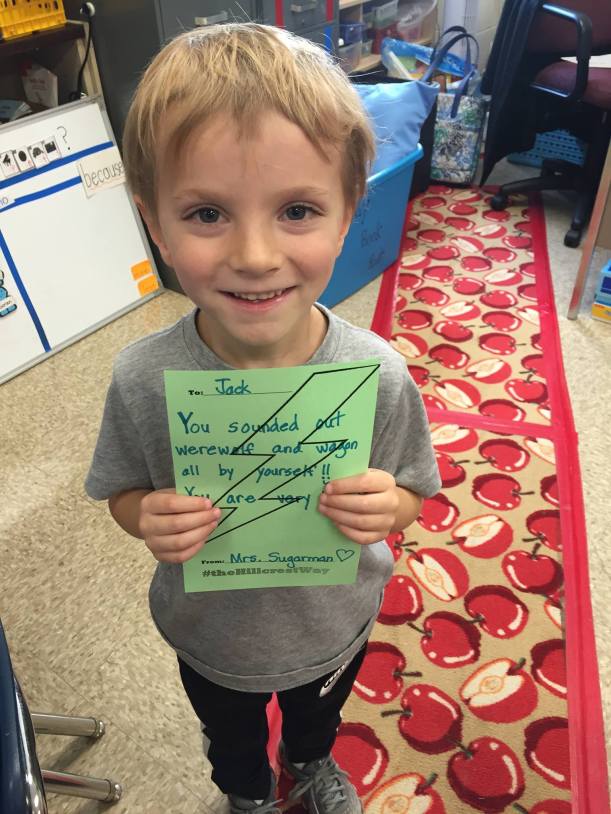 ?
because
To: Jack
You sounded out
werewolf and wagon
all by yourself!!
You are very
From: Mrs. Sugarman♡
#theHillcrestWay
Book